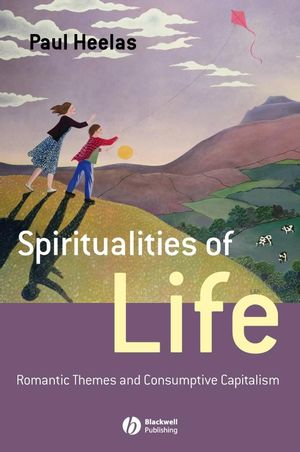 Paul Heelas
Spiritualities of
Life
Romantic Themes and Consumptive Capitalism
Blackwell
Publishing